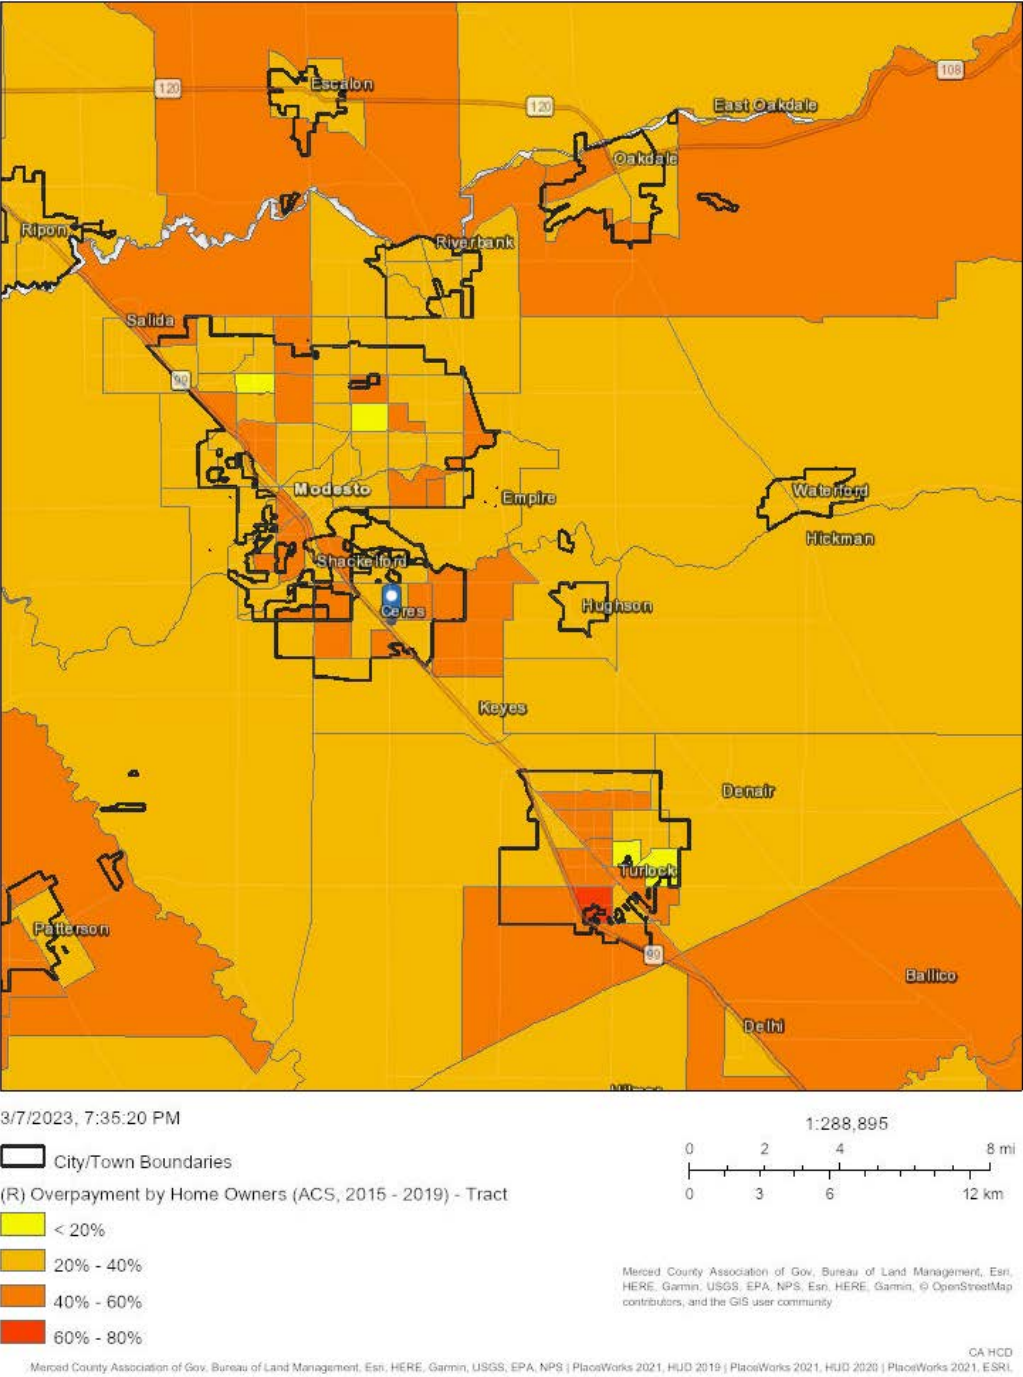 Escalon
120
108
120
East Oakdale
Oakdale
Ripon
Riverbank
Salida
99
Modesto
Empire
Waterford
Hickman
Shackelford
Ceres
Hughson
Keyes
Denair
Turlock
Patterson
99
Ballico
Delhi
3/7/2023, 7:35:20 PM
1:288,895
0 2 4 8 mi
0 3 6 12 km
City/Town Boundaries
(R) Overpayment by Home Owners (ACS, 2015 - 2019) - Tract
< 20%
20% - 40%
40% - 60%
60% - 80%
Merced County Association of Gov, Bureau of Land Management, Esri,
HERE, Garmin, USGS, EPA, NPS, Esri, HERE, Garmin, © OpenStreetMap
contributors, and the GIS user community
CA HCD
Merced County Association of Gov, Bureau of Land Management, Esri, HERE, Garmin, USGS, EPA, NPS | PlaceWorks 2021, HUD 2019 | PlaceWorks 2021, HUD 2020 | PlaceWorks 2021, ESRI,